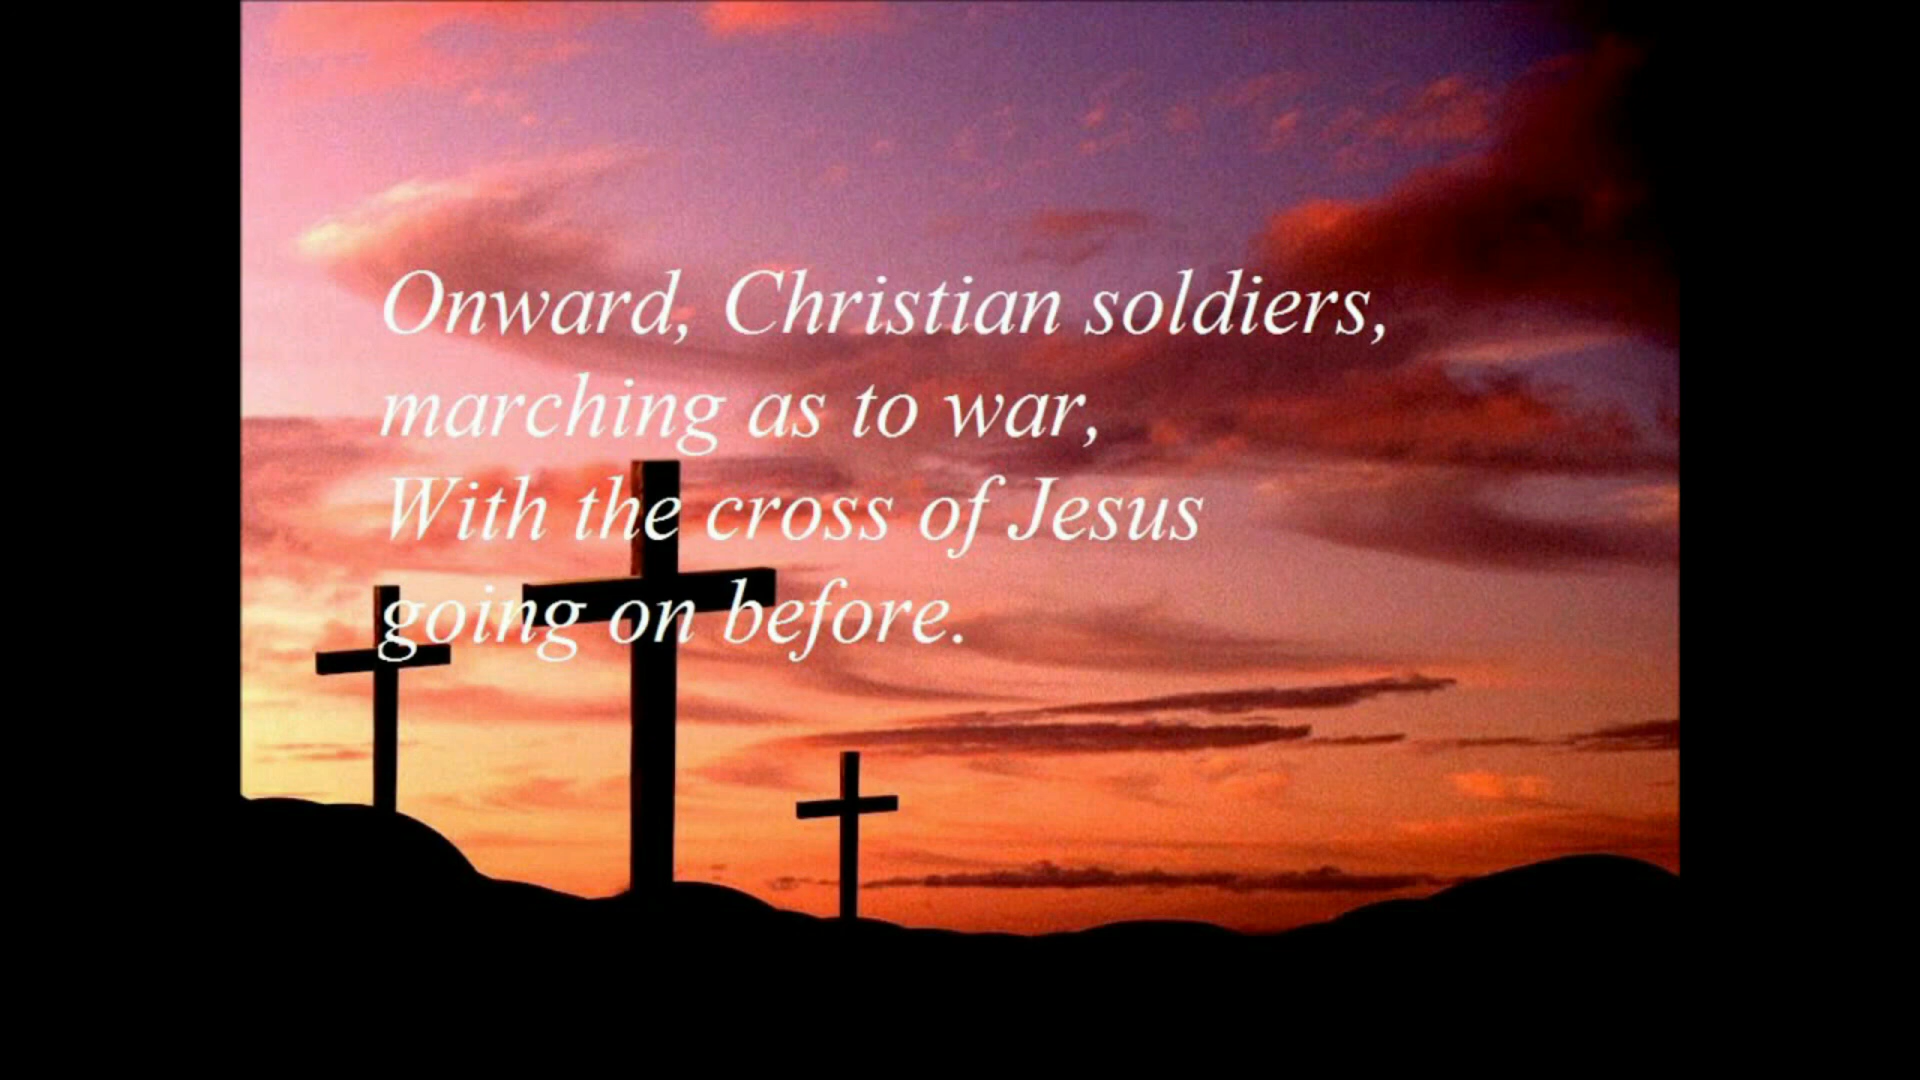 Onward, Christian soldiers,
marching as to war,
With the cross of Jesus
going on before.